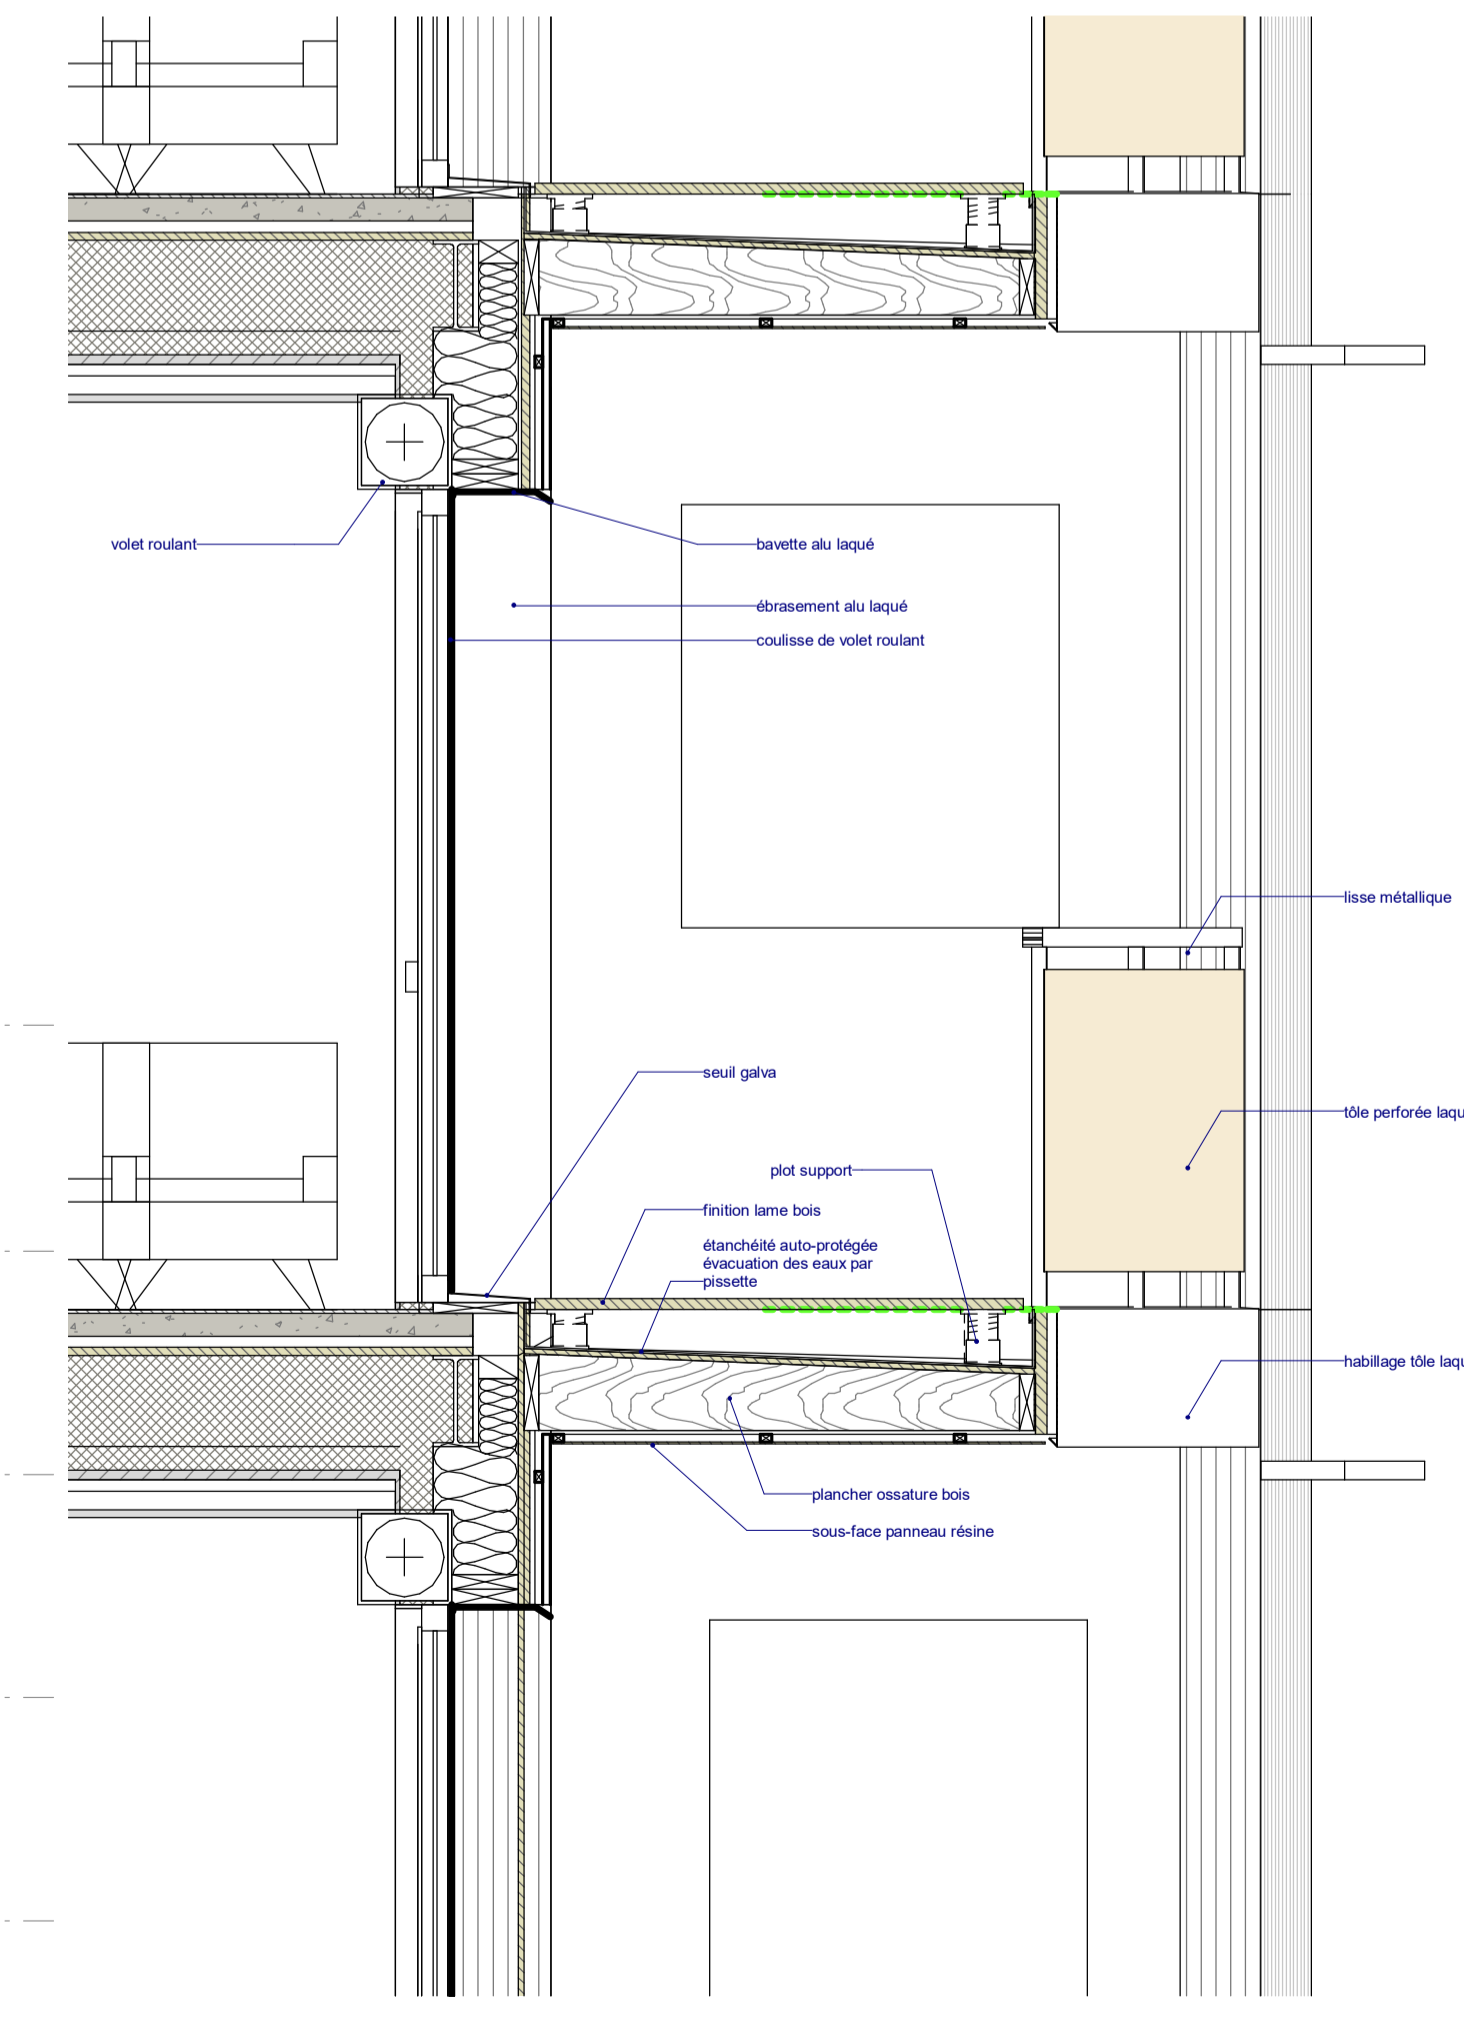 volet roulant
bavette alu laqué
ébrasement alu laqué
coulisse de volet roulant
lisse métallique
seuil galva
tôle perforée laqu
plot support
finition lame bois
étanchéité auto-protégée
évacuation des eaux par
pissette
habillage tôle laqu
plancher ossature bois
sous-face panneau résine